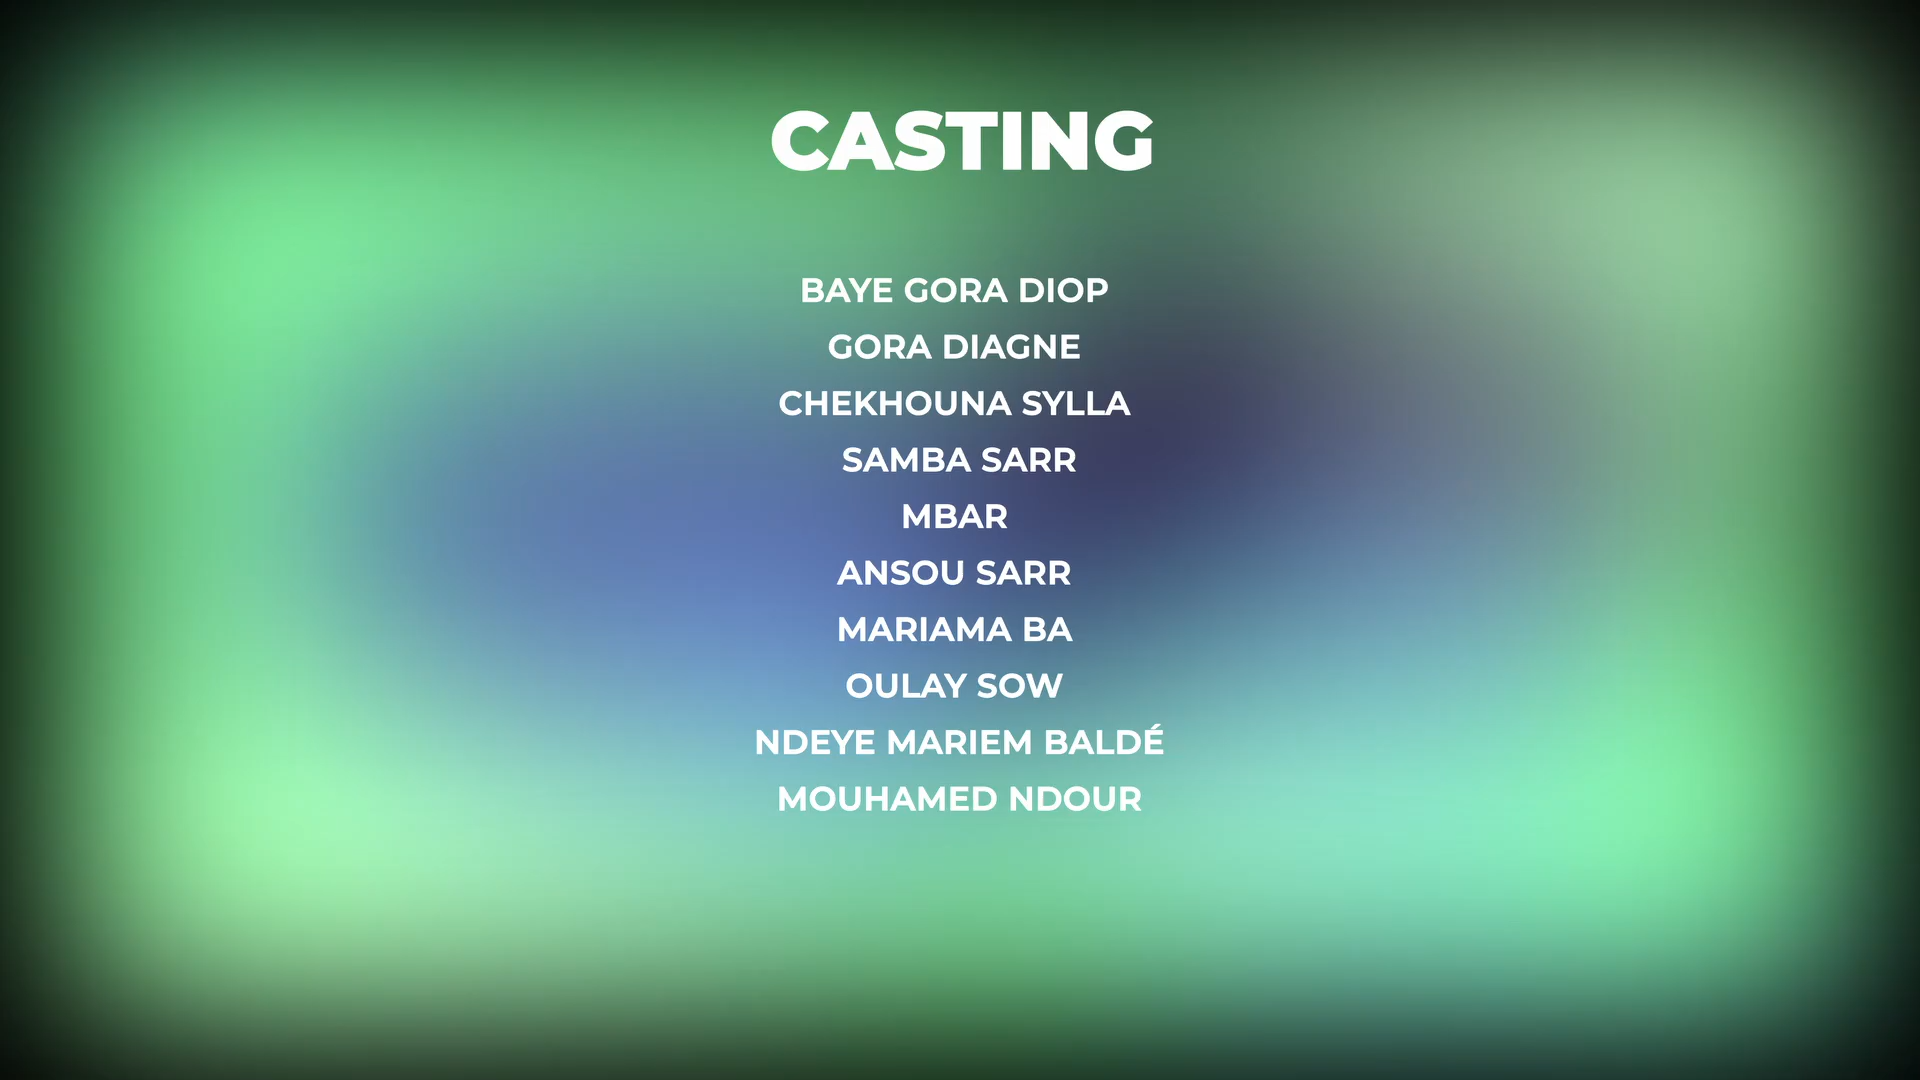 CASTING
BAYE GORA DIOP
GORA DIAGNE
CHEKHOUNA SYLLA
SAMBA SARR
MBAR
ANSOU SARR
MARIAMA BA
OULAY SOW
NDEYE MARIEM BALDÉ
MOUHAMED NDOUR